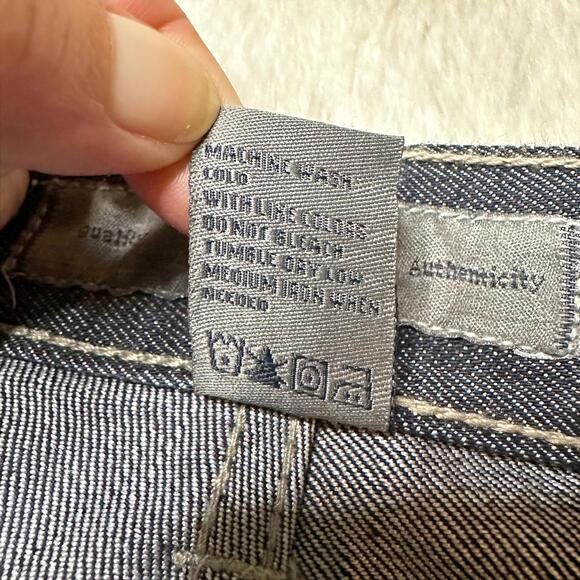 MACHINE WASH
COLD
WITH LIKE COLORS
DO NOT BLEACH
TUMBLE DRY LOW
MEDIUM IRON WHEN
NEEDED
Authenticity